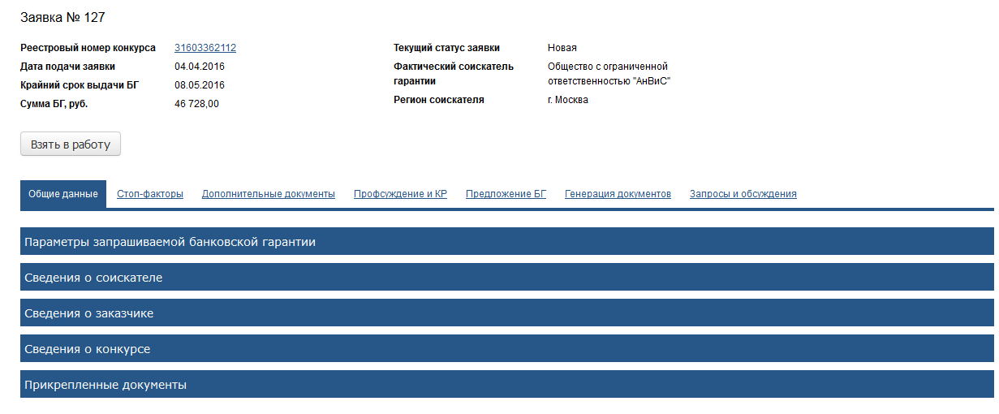 Заявка № 127
Реестровый номер конкурса 31603362112
Дата подачи заявки 04.04.2016
Крайний срок выдачи БГ 08.05.2016
Сумма БГ, руб. 46 728,00
Текущий статус заявки Новая
Фактический соискатель Общество с ограниченной
гарантии ответственностью "АнВиС"
Регион соискателя г. Москва
Взять в работу
Общие данные Стоп-факторы Дополнительные документы Профсуждение и КР Предложение БГ Генерация документов Запросы и обсуждения
Параметры запрашиваемой банковской гарантии
Сведения о соискателе
Сведения о заказчике
Сведения о конкурсе
Прикрепленные документы